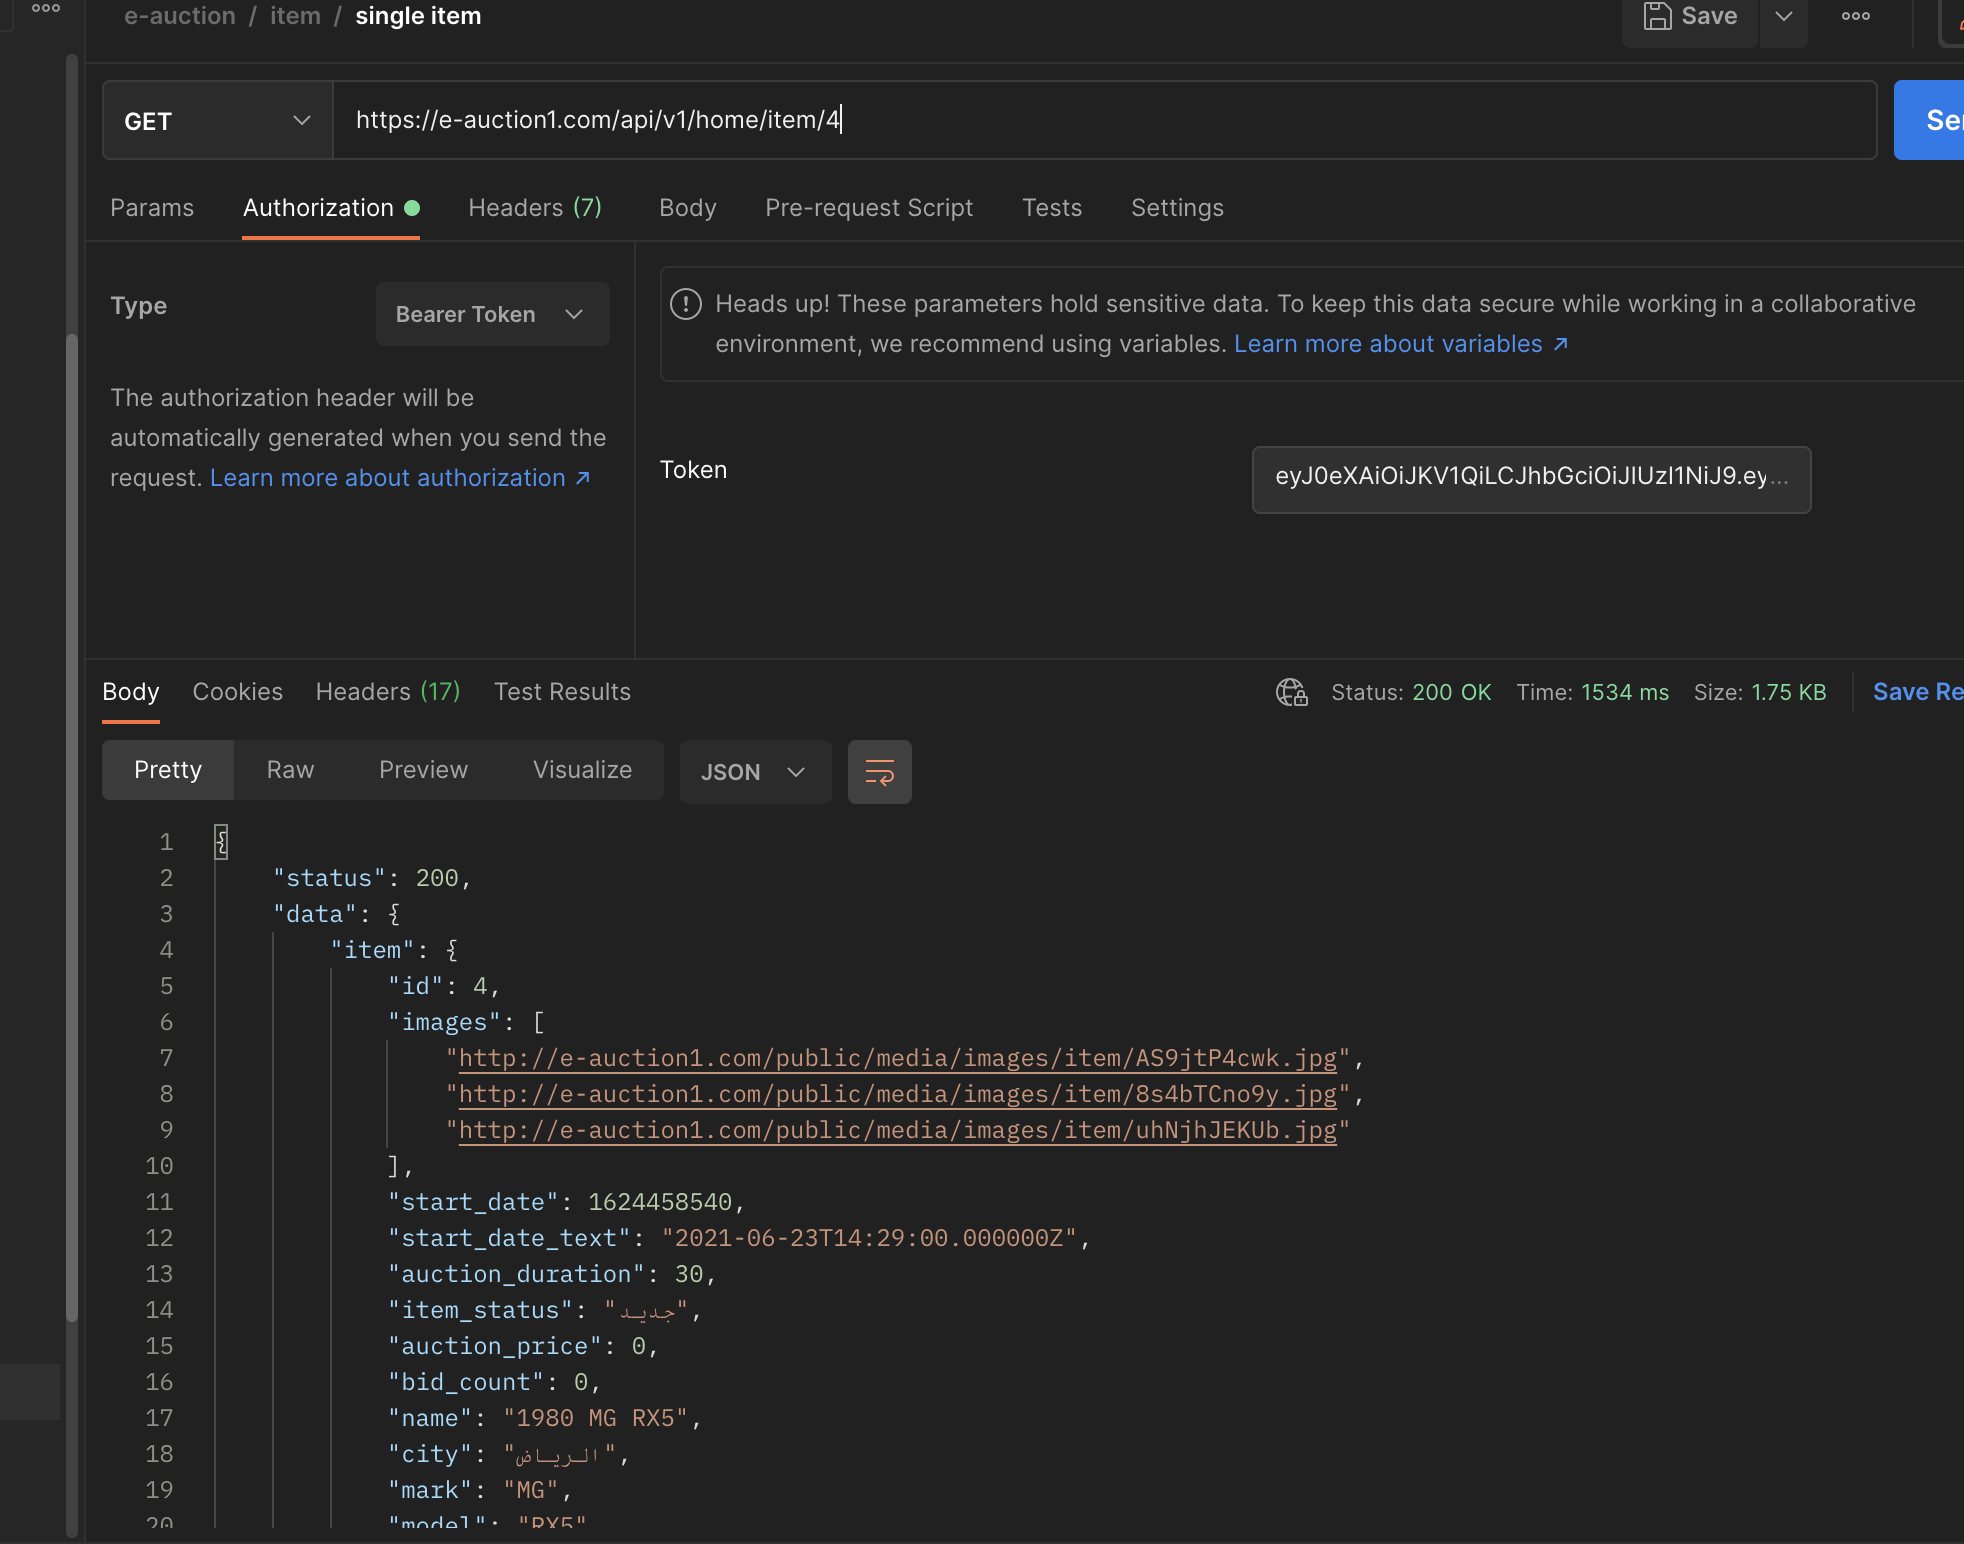 e-auction / item / single item
Save
GET
https://e-auction1.com/api/v1/home/item/4
Params Authorization Headers (7) Body Pre-request Script Tests Settings
Type
Bearer Token
The authorization header will be
automatically generated when you send the
request. Learn more about authorization ↗
Heads up! These parameters hold sensitive data. To keep this data secure while working in a collaborative
environment, we recommend using variables. Learn more about variables ↗
Token
eyJ0eXAiOiJKV1QiLCJhbGciOiJIUzI1NiJ9.ey...
Body Cookies Headers (17) Test Results
Status: 200 OK Time: 1534 ms Size: 1.75 KB Save Re
Pretty Raw Preview Visualize JSON
1 {
2 "status": 200,
3 "data": {
4 "item": {
5 "id": 4,
6 "images": [
7 "http://e-auction1.com/public/media/images/item/AS9jtP4cwk.jpg",
8 "http://e-auction1.com/public/media/images/item/8s4bTCno9y.jpg",
9 "http://e-auction1.com/public/media/images/item/uhNjhJEKUb.jpg"
10 ],
11 "start_date": 1624458540,
12 "start_date_text": "2021-06-23T14:29:00.000000Z",
13 "auction_duration": 30,
14 "item_status": "جديد",
15 "auction_price": 0,
16 "bid_count": 0,
17 "name": "1980 MG RX5",
18 "city": "الرياض",
19 "mark": "MG",
20 "model": "RX5"